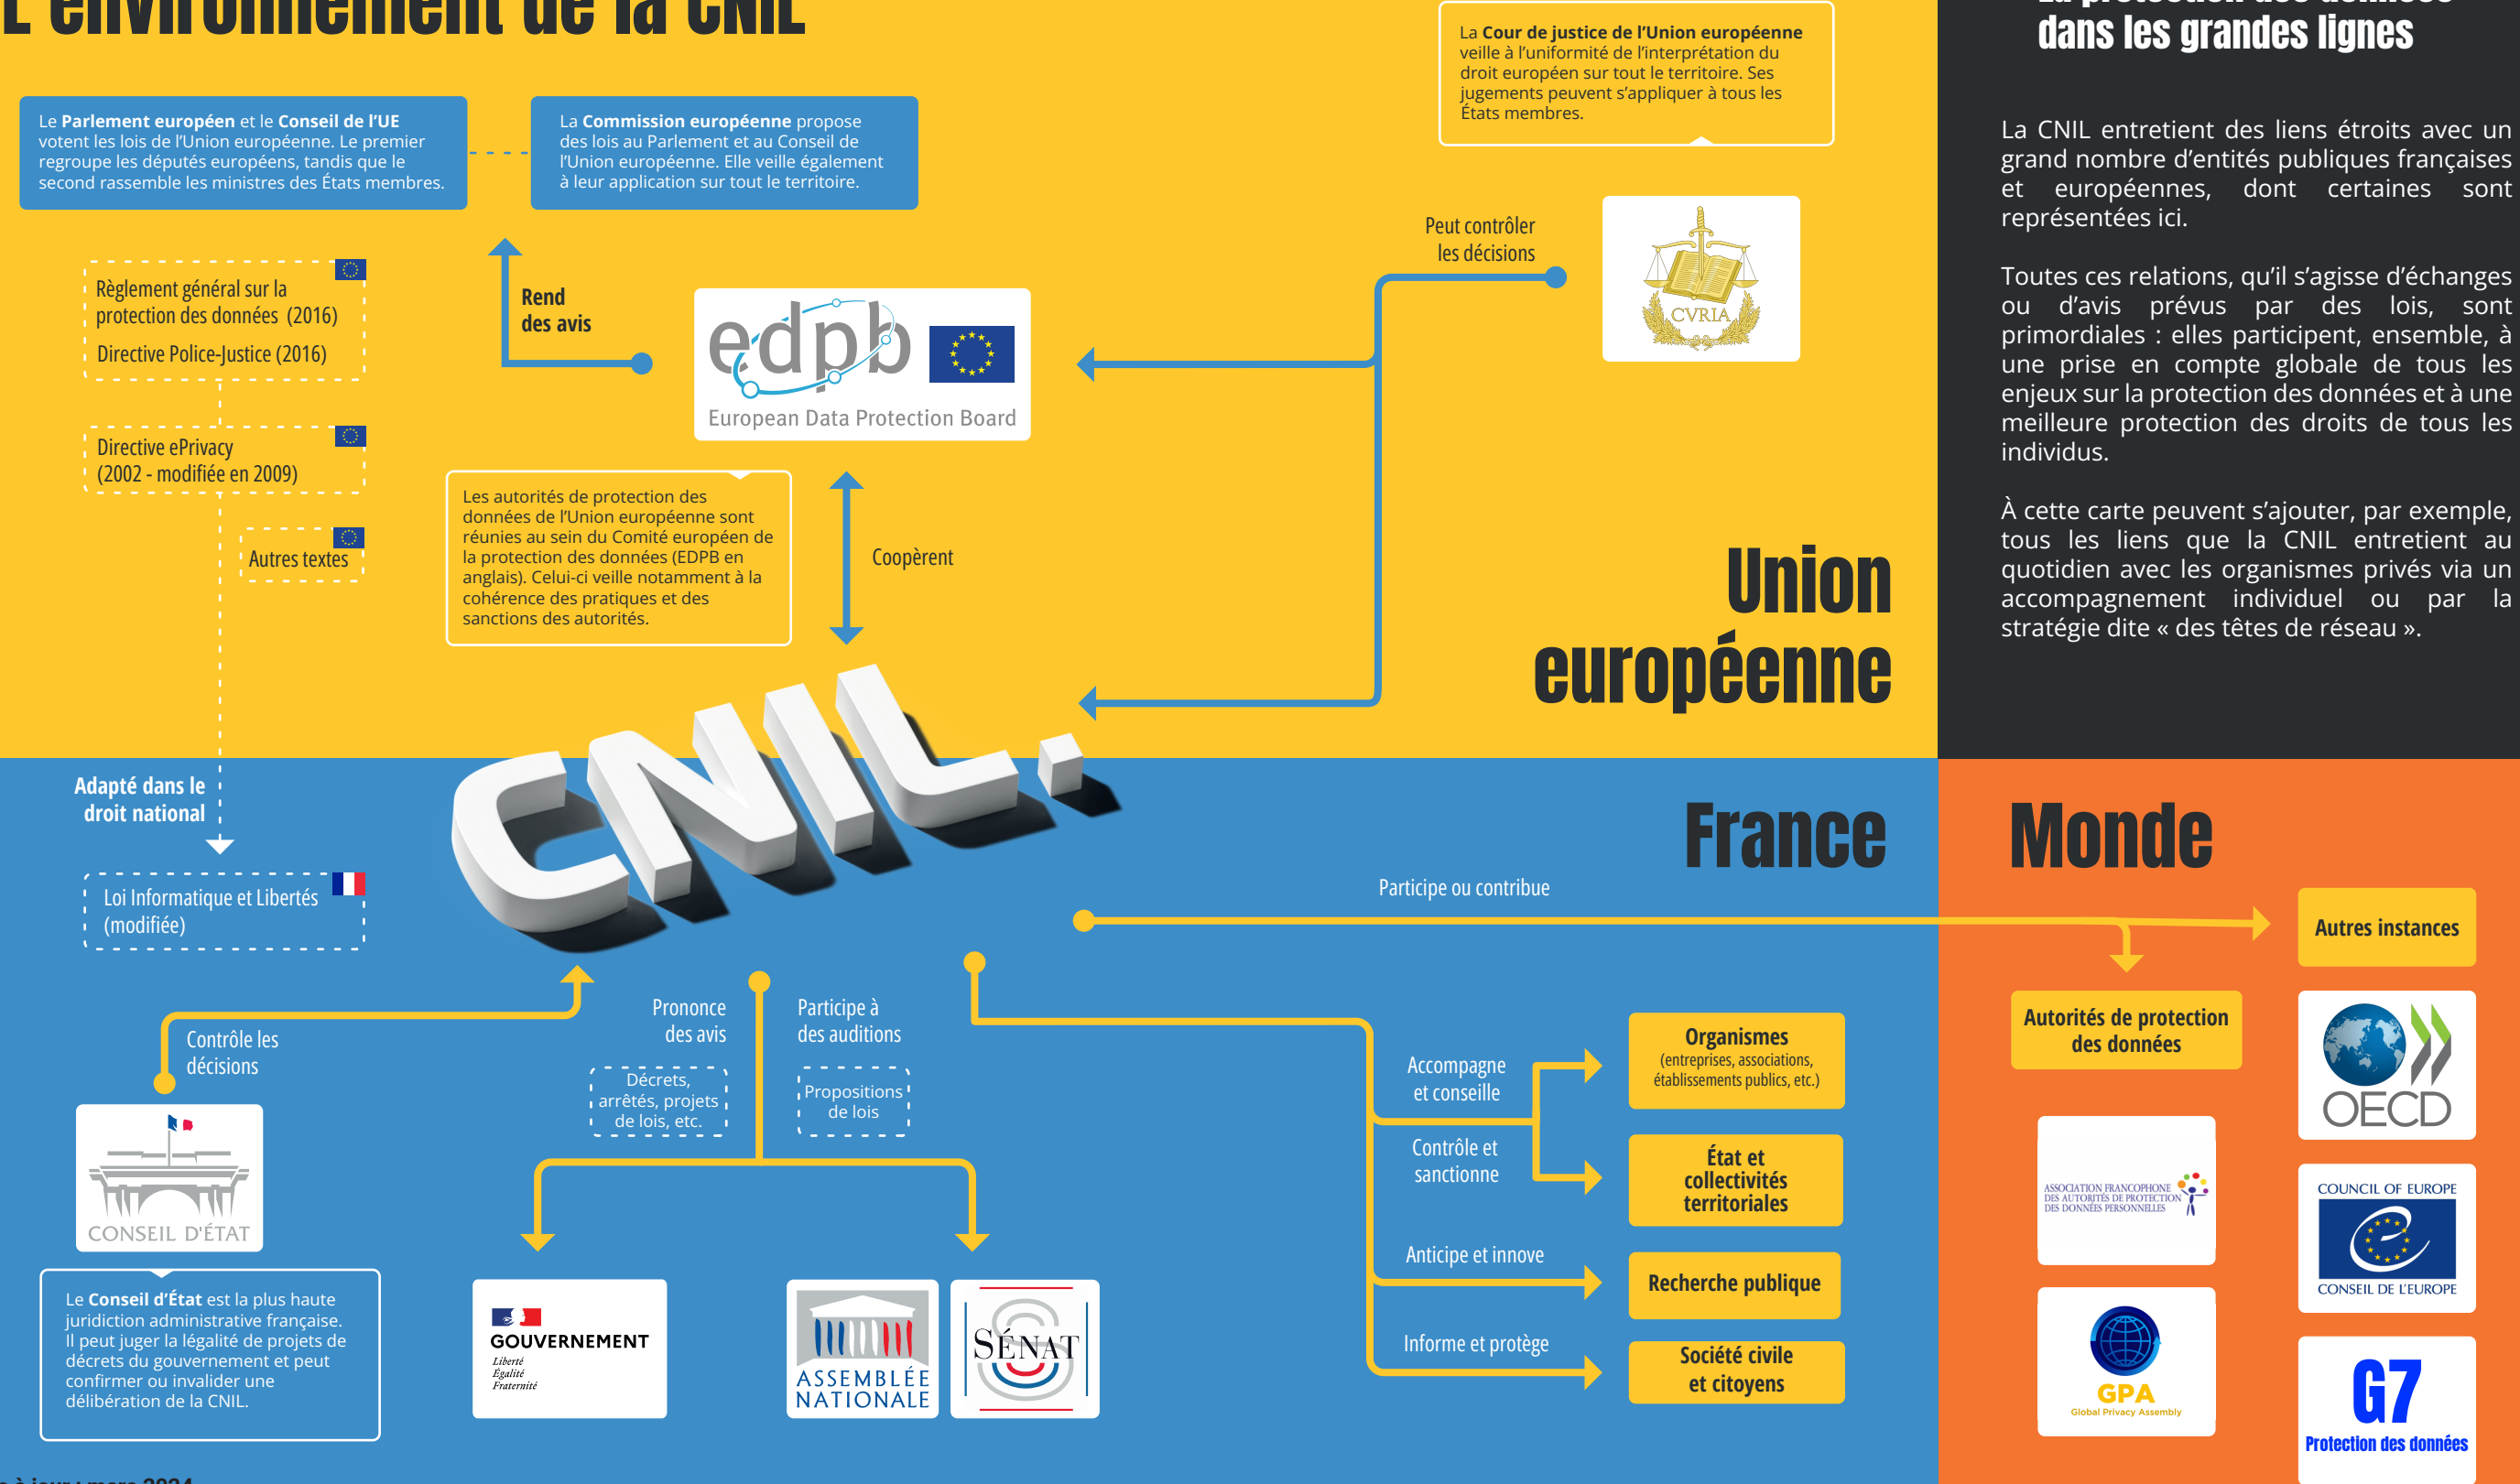 L'environnement de la CNIL
Le Parlement européen et le Conseil de l'UE
votent les lois de l'Union européenne. Le premier
regroupe les députés européens, tandis que le
second rassemble les ministres des États membres.
La Commission européenne propose
des lois au Parlement et au Conseil de
l'Union européenne. Elle veille également
à leur application sur tout le territoire.
La Cour de justice de l'Union européenne
veille à l'uniformité de l'interprétation du
droit européen sur tout le territoire. Ses
jugements peuvent s'appliquer à tous les
États membres.
Règlement général sur la
protection des données (2016)
Directive Police-Justice (2016)
Directive ePrivacy
(2002 - modifiée en 2009)
Autres textes
Rend
des avis
edpb
European Data Protection Board
Peut contrôler
les décisions
CVRIA
Les autorités de protection des
données de l'Union européenne sont
réunies au sein du Comité européen de
la protection des données (EDPB en
anglais). Celui-ci veille notamment à la
cohérence des pratiques et des
sanctions des autorités.
Coopèrent
Union
européenne
La protection des données
dans les grandes lignes
La CNIL entretient des liens étroits avec un
grand nombre d'entités publiques françaises
et européennes, dont certaines sont
représentées ici.
Toutes ces relations, qu'il s'agisse d'échanges
ou d'avis prévus par des lois, sont
primordiales : elles participent, ensemble, à
une prise en compte globale de tous les
enjeux sur la protection des données et à une
meilleure protection des droits de tous les
individus.
À cette carte peuvent s'ajouter, par exemple,
tous les liens que la CNIL entretient au
quotidien avec les organismes privés via un
accompagnement individuel ou par la
stratégie dite « des têtes de réseau ».
CNIL.
Adapté dans le
droit national
Loi Informatique et Libertés
(modifiée)
Contrôle les
décisions
CONSEIL D'ÉTAT
Le Conseil d'État est la plus haute
juridiction administrative française.
Il peut juger la légalité de projets de
décrets du gouvernement et peut
confirmer ou invalider une
délibération de la CNIL.
Prononce
des avis
Décrets,
arrêtés, projets
de lois, etc.
Participe à
des auditions
Propositions
de lois
GOUVERNEMENT
Liberté
Égalité
Fraternité
ASSEMBLÉE
NATIONALE
SÉNAT
France
Participe ou contribue
Accompagne
et conseille
Contrôle et
sanctionne
Anticipe et innove
Informe et protège
Organismes
(entreprises, associations,
établissements publics, etc.)
État et
collectivités
territoriales
Recherche publique
Société civile
et citoyens
Monde
Autres instances
Autorités de protection
des données
OECD
ASSOCIATION FRANCOPHONE
DES AUTORITÉS DE PROTECTION
DES DONNÉES PERSONNELLES
COUNCIL OF EUROPE
CONSEIL DE L'EUROPE
GPA
Global Privacy Assembly
G7
Protection des données
à jour : mars 2024